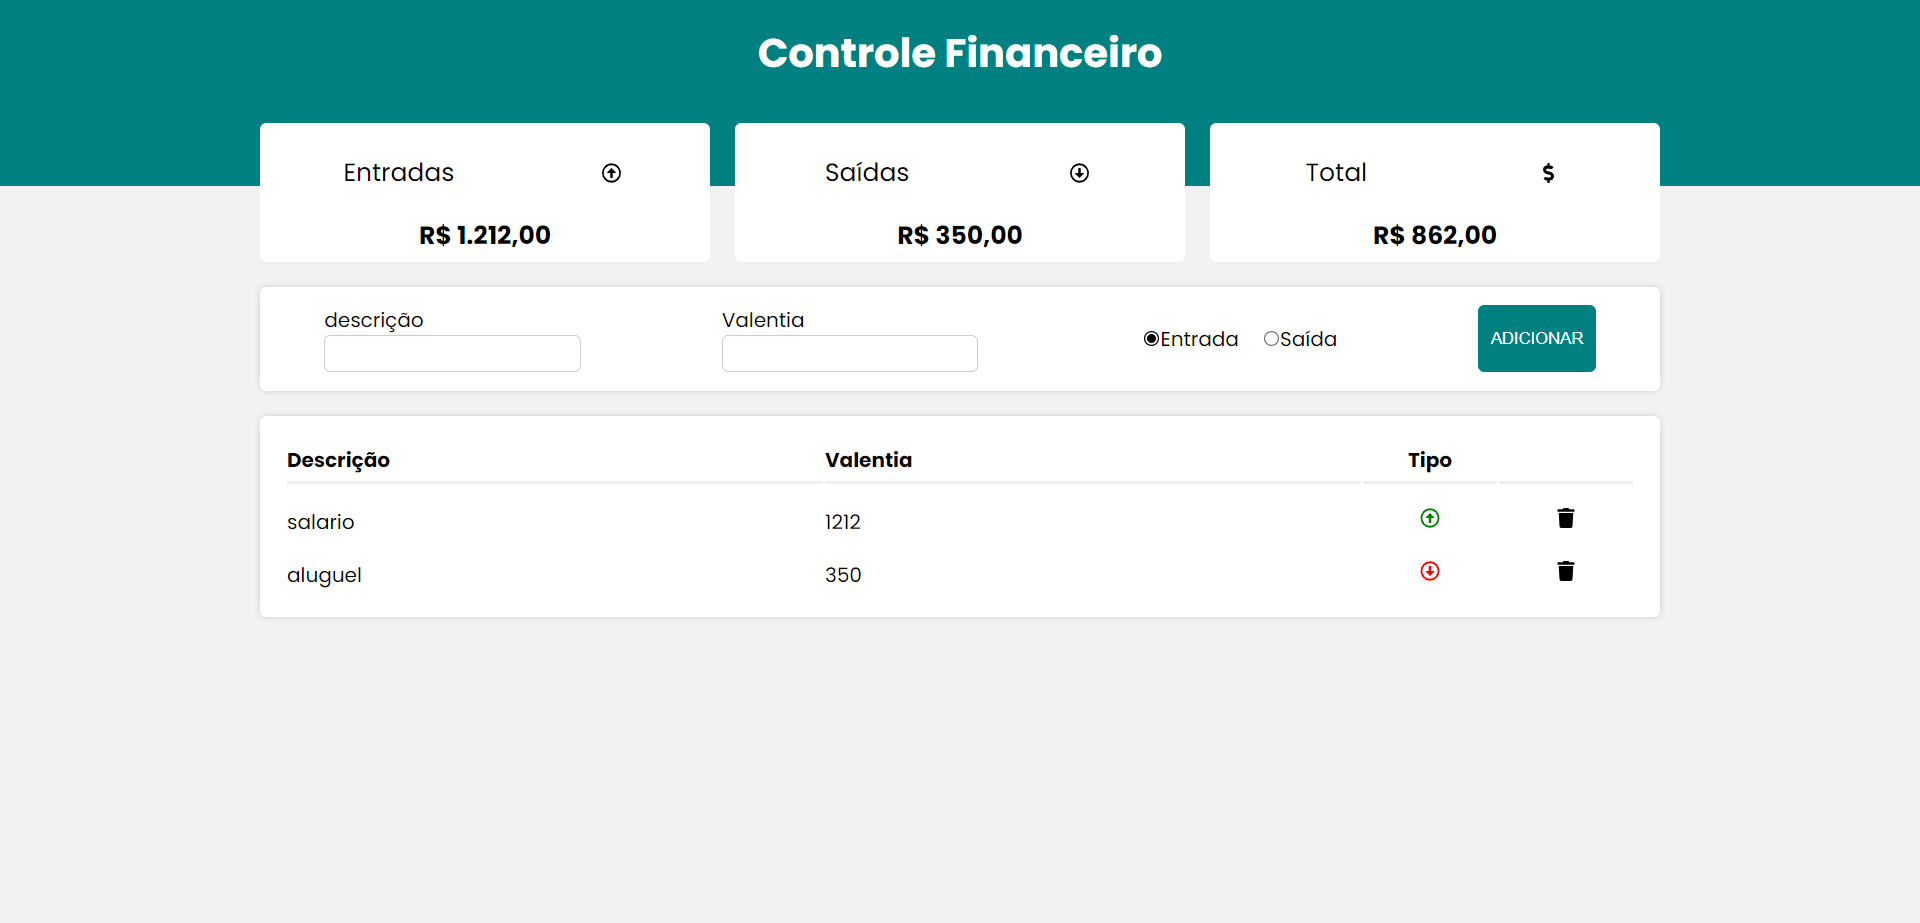 Controle Financeiro
Entradas
R$ 1.212,00
Saídas
R$ 350,00
Total
R$ 862,00
descrição
Valentia
Entrada Saída
ADICIONAR
Descrição Valentia Tipo
salario 1212
aluguel 350